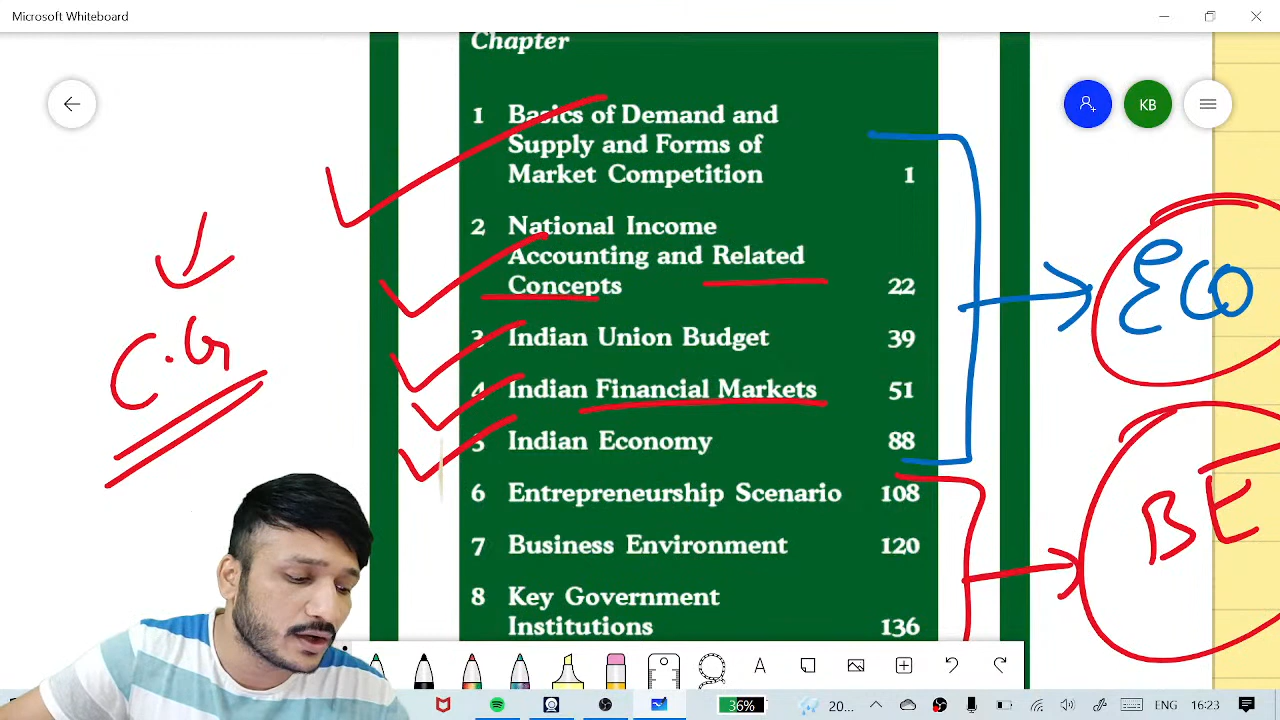 Microsoft Whiteboard
Chapter
KB
1 Basics of Demand and
Supply and Forms of
Market Competition 1
2 National Income
Accounting and Related
Concepts 22
3 Indian Union Budget 39
4 Indian Financial Markets 51
5 Indian Economy 88
6 Entrepreneurship Scenario 108
7 Business Environment 120
8 Key Government
Institutions 136
C.G
ECO
BE
A
36%
20...
ENG
16:23